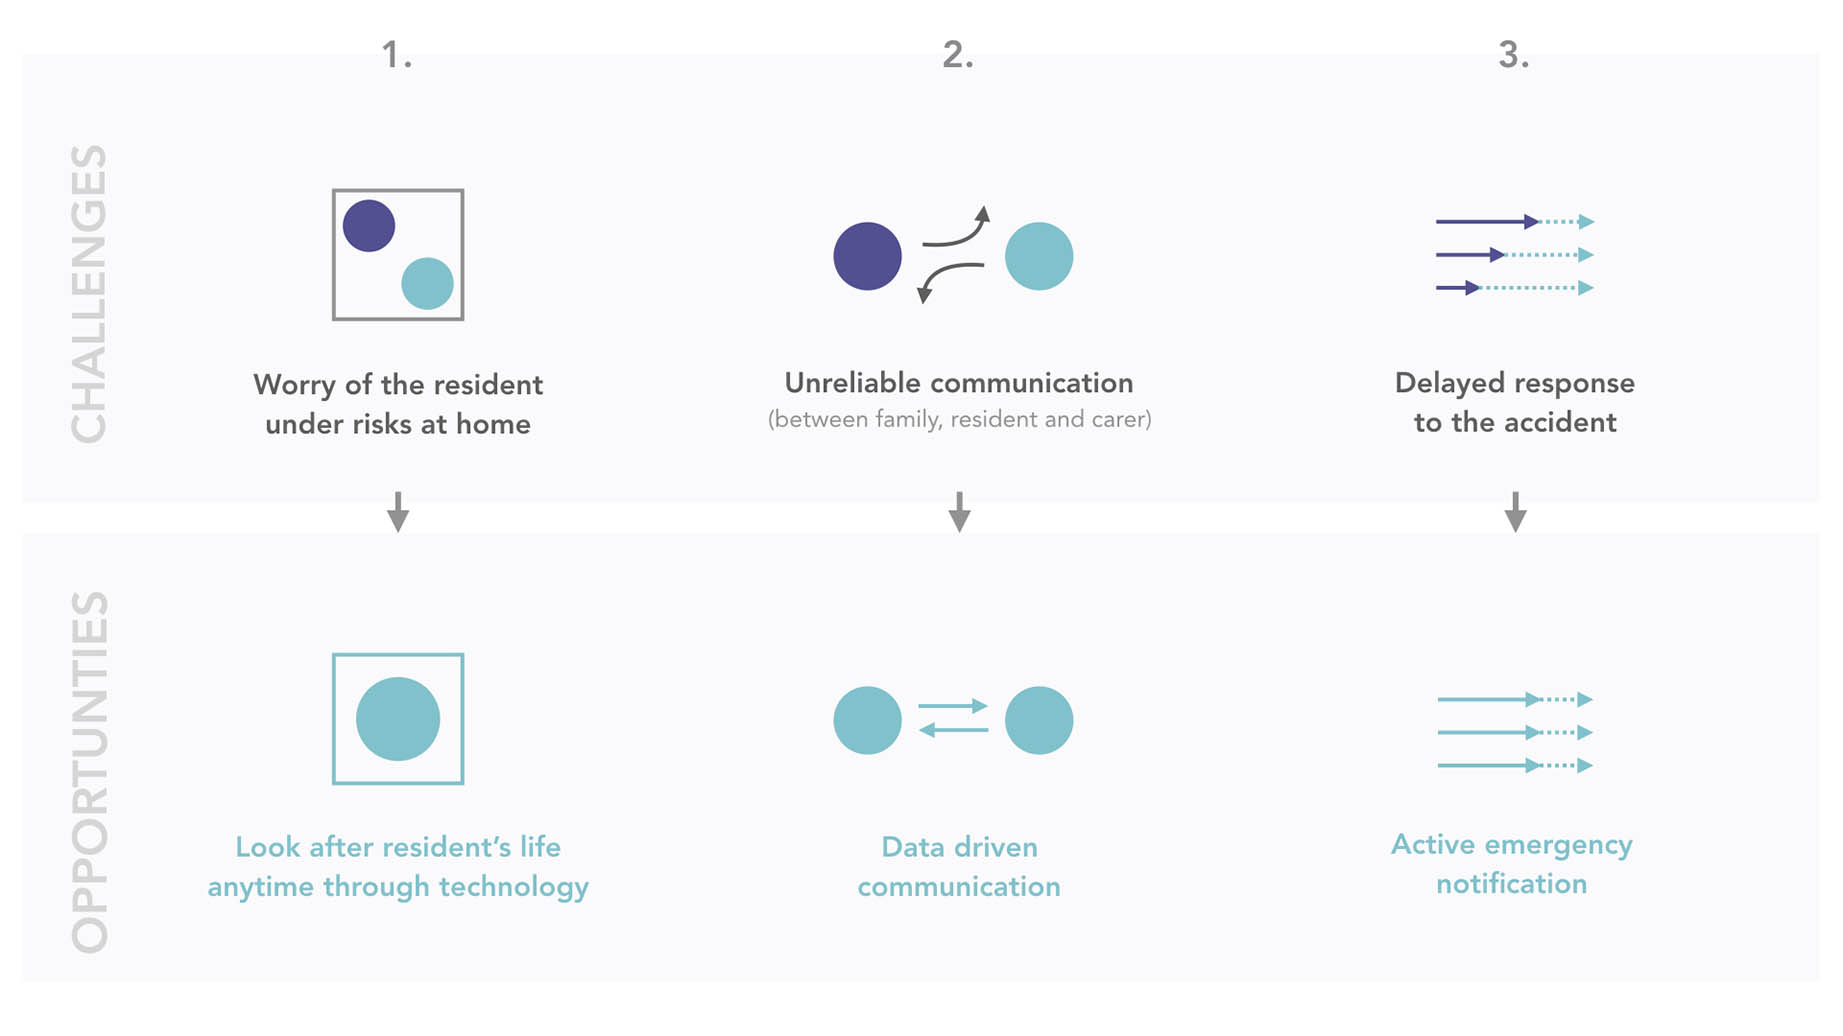 1.
2.
3.
CHALLENGES
Worry of the resident
under risks at home
Unreliable communication
(between family, resident and carer)
Delayed response
to the accident
OPPORTUNTIES
Look after resident’s life
anytime through technology
Data driven
communication
Active emergency
notification